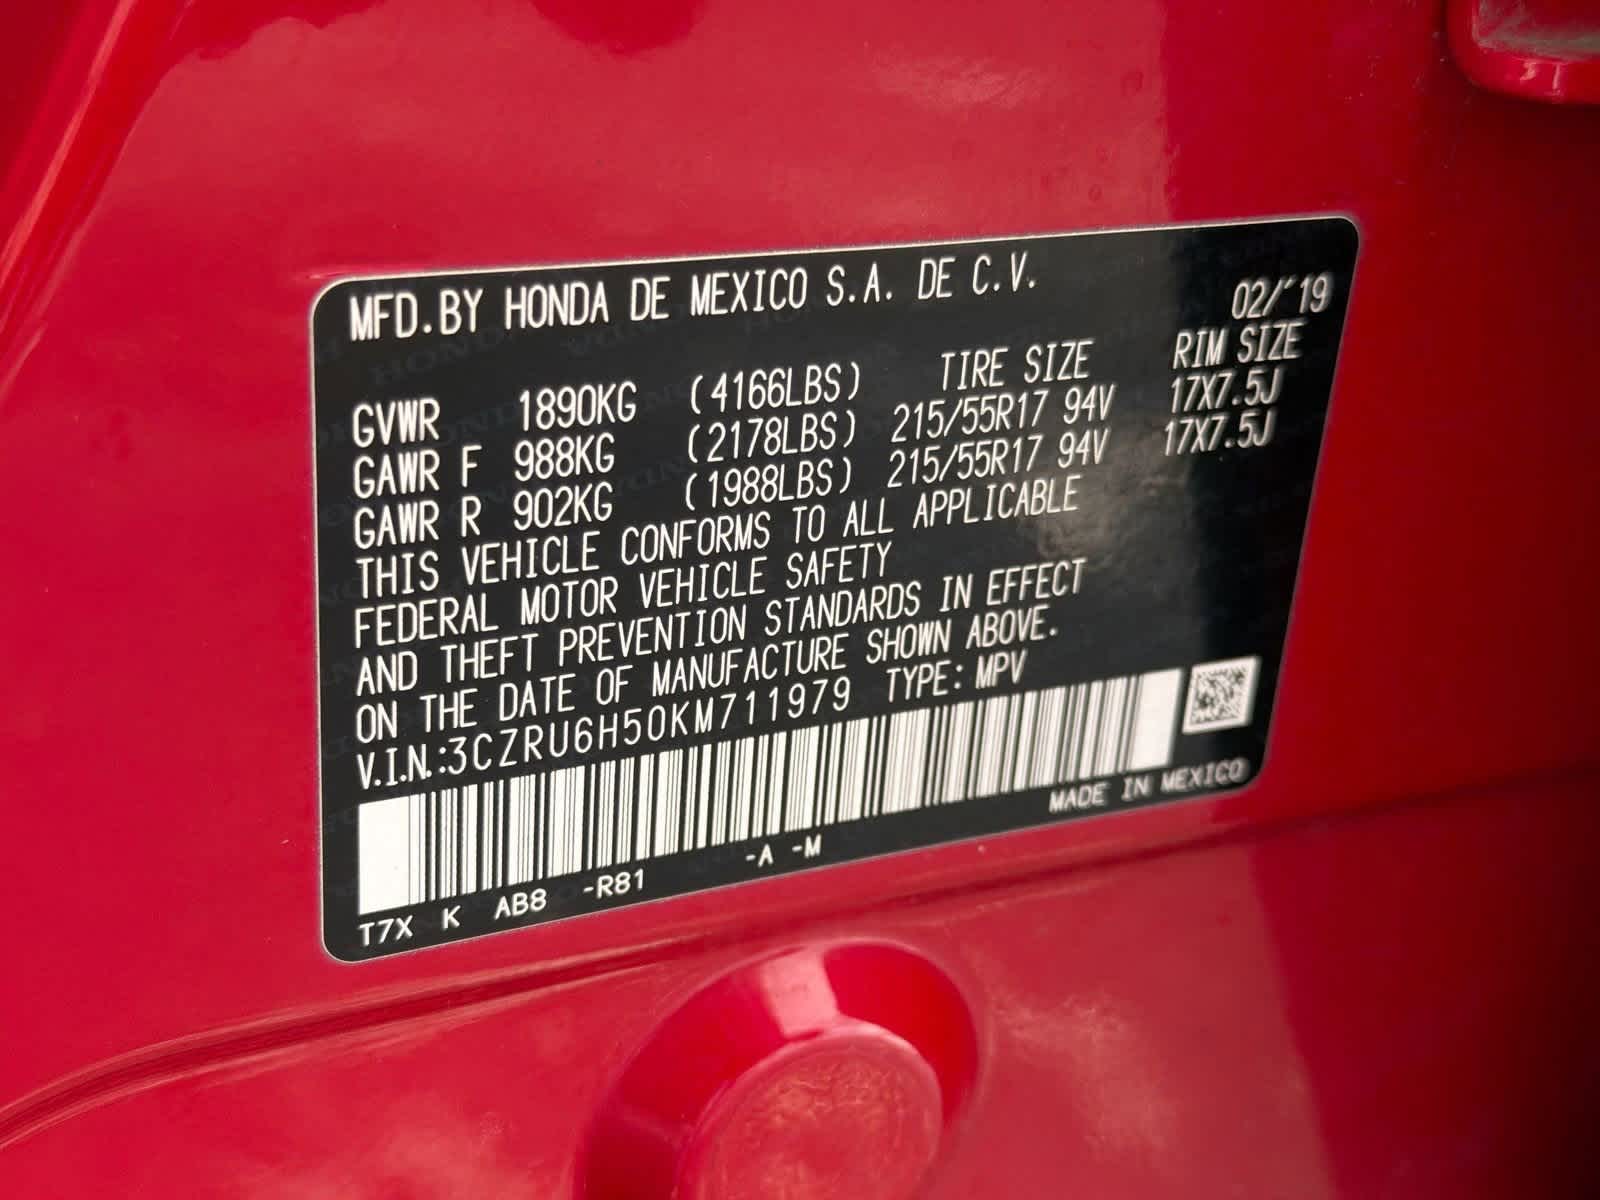 MFD.BY HONDA DE MEXICO S.A. DE C.V.
02/'19
GVWR 1890KG (4166LBS) TIRE SIZE RIM SIZE
GAWR F 988KG (2178LBS) 215/55R17 94V 17X7.5J
GAWR R 902KG (1988LBS) 215/55R17 94V 17X7.5J
THIS VEHICLE CONFORMS TO ALL APPLICABLE
FEDERAL MOTOR VEHICLE SAFETY
AND THEFT PREVENTION STANDARDS IN EFFECT
ON THE DATE OF MANUFACTURE SHOWN ABOVE.
V.I.N.:3CZRU6H50KM711979 TYPE: MPV
MADE IN MEXICO
T7X K AB8 -R81 -A -M